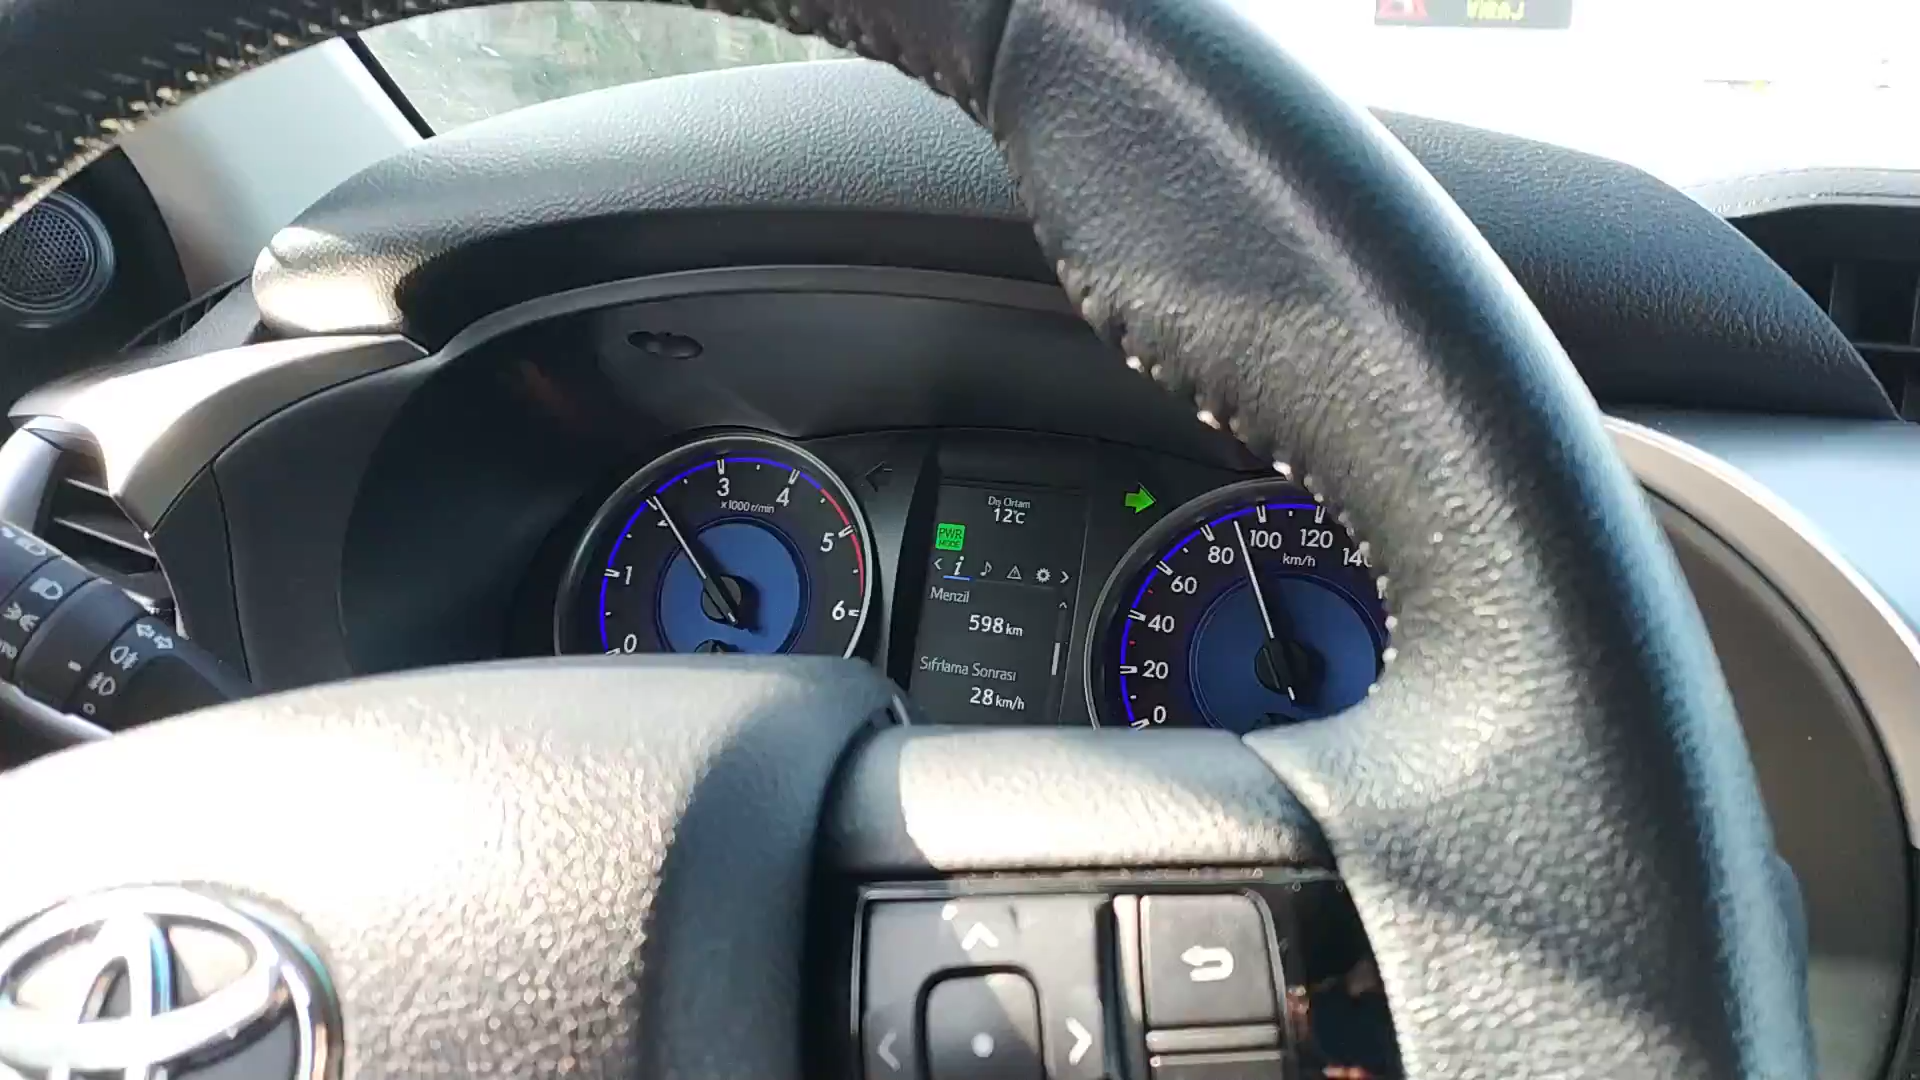 3
4
x1000 r/min
5
1
6
0
Dış Ortam
12°C
PWR
MODE
i
Menzil
598 km
Sıfırlama Sonrası
28 km/h
80
100
120
140
km/h
60
40
20
0